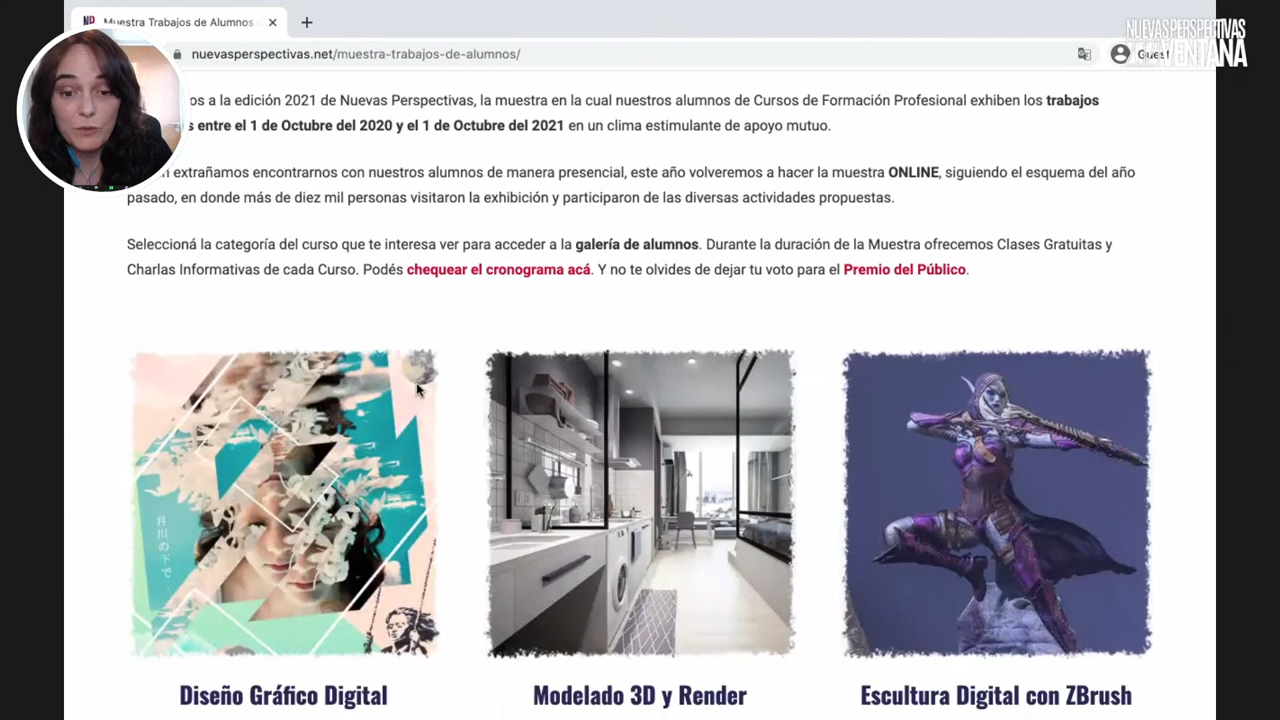 Muestra Trabajos de Alumnos
NUEVAS PERSPECTIVAS
VENTANA
nuevasperspectivas.net/muestra-trabajos-de-alumnos/
a la edición 2021 de Nuevas Perspectivas, la muestra en la cual nuestros alumnos de Cursos de Formación Profesional exhiben los trabajos
entre el 1 de Octubre del 2020 y el 1 de Octubre del 2021 en un clima estimulante de apoyo mutuo.
extrañamos encontrarnos con nuestros alumnos de manera presencial, este año volveremos a hacer la muestra ONLINE, siguiendo el esquema del año
pasado, en donde más de diez mil personas visitaron la exhibición y participaron de las diversas actividades propuestas.
Seleccioná la categoría del curso que te interesa ver para acceder a la galería de alumnos. Durante la duración de la Muestra ofrecemos Clases Gratuitas y
Charlas Informativas de cada Curso. Podés chequear el cronograma acá. Y no te olvides de dejar tu voto para el Premio del Público.
月川の下で
Diseño Gráfico Digital
Modelado 3D y Render
Escultura Digital con ZBrush